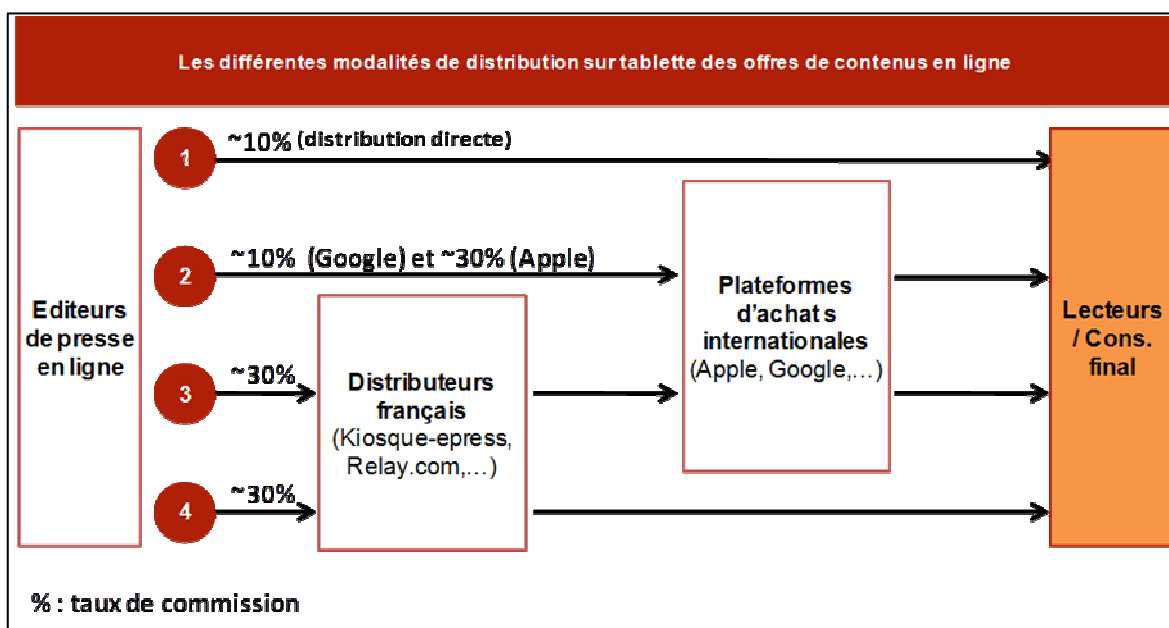 Les différentes modalités de distribution sur tablette des offres de contenus en ligne
1
~10% (distribution directe)
2
~10% (Google) et ~30% (Apple)
Editeurs
de presse
en ligne
Plateformes
d'achat s
internationales
(Apple, Google,...)
Lecteurs
/ Cons.
final
3
~30%
Distributeurs
français
(Kiosque-epress,
Relay.com,...)
4
~30%
% : taux de commission